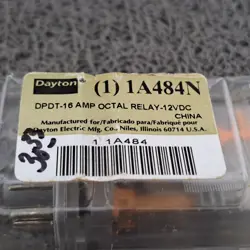 Dayton (1) 1A484N
DPDT-16 AMP OCTAL RELAY-12VDC
CHINA
Manufactured for/Fabricado para/Fabriqué pour
Dayton Electric Mfg. Co., Niles, Illinois 60714 U.S.A.
1 1A484